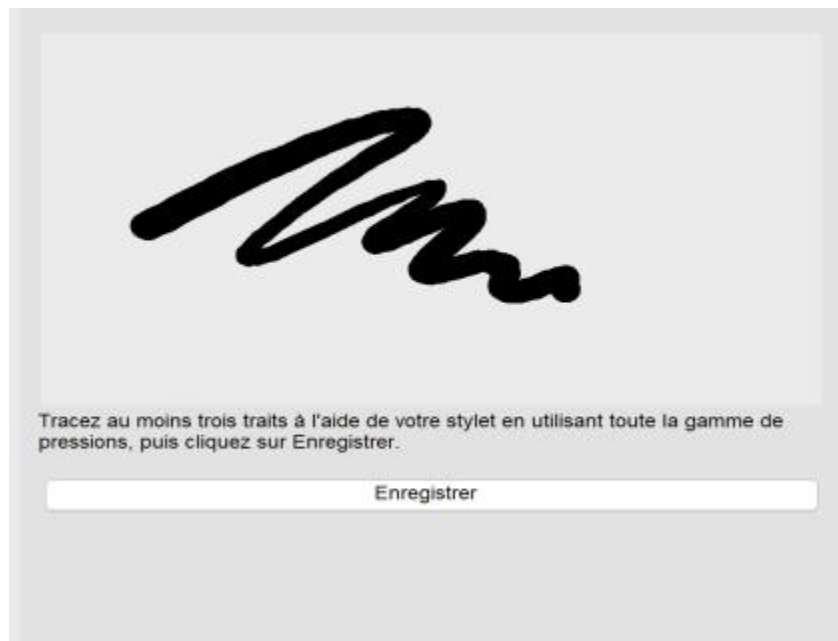 Tracez au moins trois traits à l'aide de votre stylet en utilisant toute la gamme de
pressions, puis cliquez sur Enregistrer.
Enregistrer